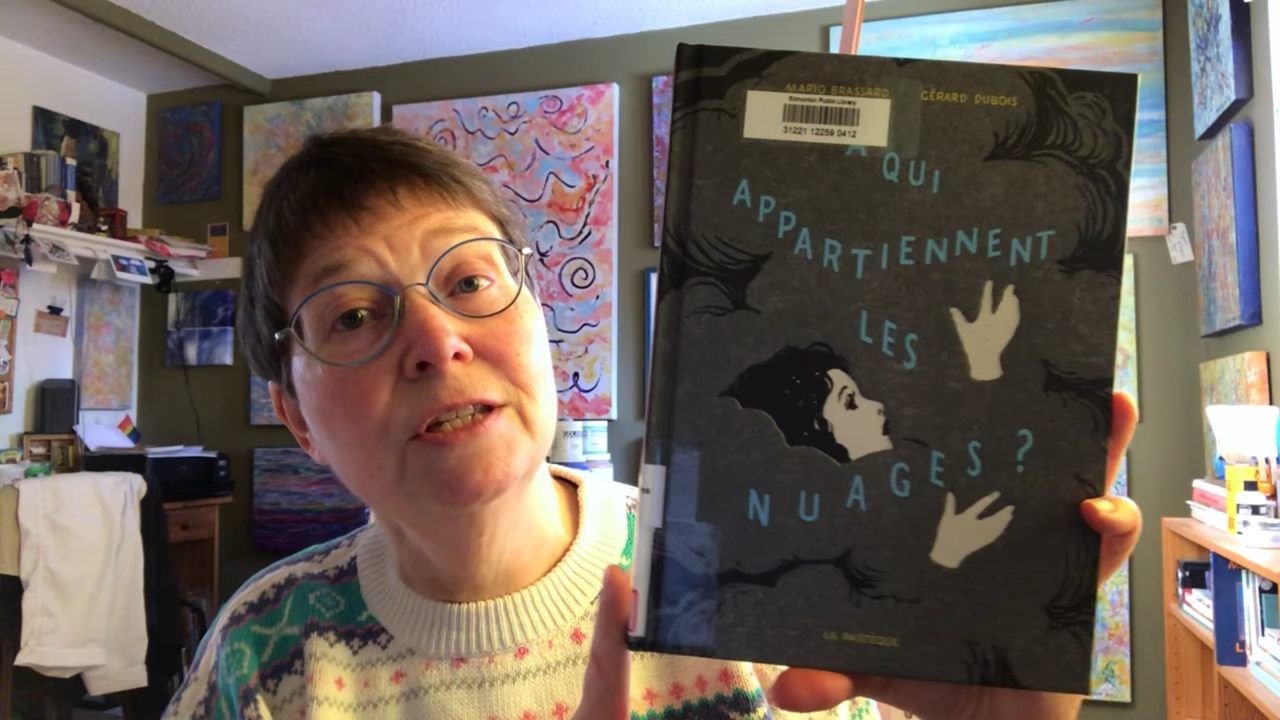 MARIO BRASSARD
GÉRARD DUBOIS
Edmonton Public Library
31221 12259 0412
À QUI
APPARTIENNENT
LES
NUAGES ?
LA PASTÈQUE